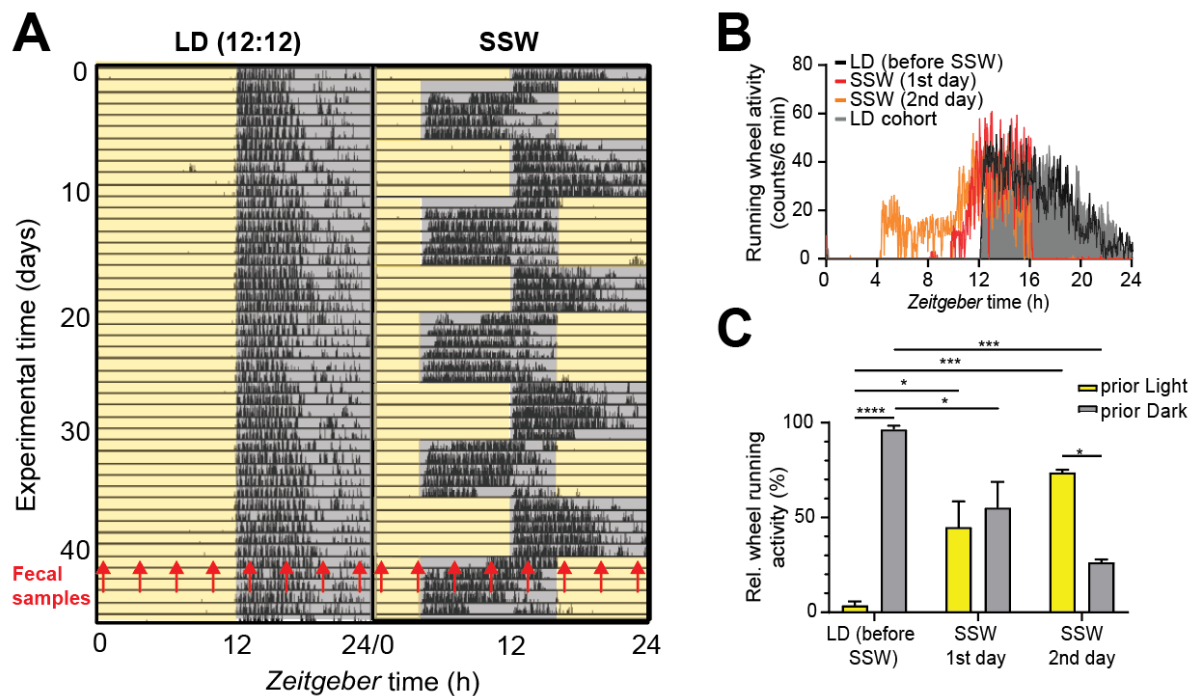 A
LD (12:12)
SSW
0
10
20
30
40
Experimental time (days)
Fecal
samples
0
12
24/0
12
24
Zeitgeber time (h)
B
LD (before SSW)
SSW (1st day)
SSW (2nd day)
LD cohort
80
60
40
20
0
Running wheel ativity
(counts/6 min)
0
4
8
12
16
20
24
Zeitgeber time (h)
C
***
***
*
*
****
*
prior Light
prior Dark
100
50
0
Rel. wheel running
activity (%)
LD (before
SSW)
SSW
1st day
SSW
2nd day